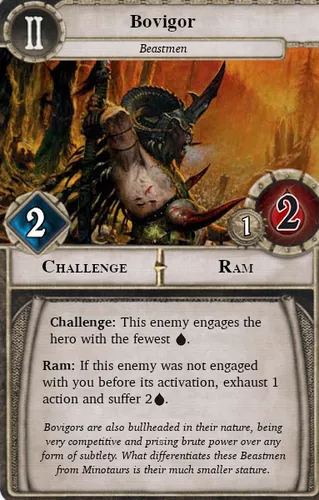 II
Bovigor
Beastmen
2
1
2
CHALLENGE
RAM
Challenge: This enemy engages the
hero with the fewest
Ram: If this enemy was not engaged
with you before its activation, exhaust 1
action and suffer 2
Bovigors are also bullheaded in their nature, being
very competitive and prising brute power over any
form of subtlety. What differentiates these Beastmen
from Minotaurs is their much smaller stature.